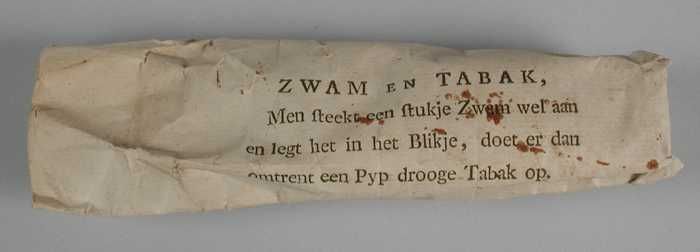 ZWAM EN TABAK,
Men ſteekt een ſtukje Zwam wel aan
en legt het in het Blikje, doet er dan
omtrent een Pyp drooge Tabak op.